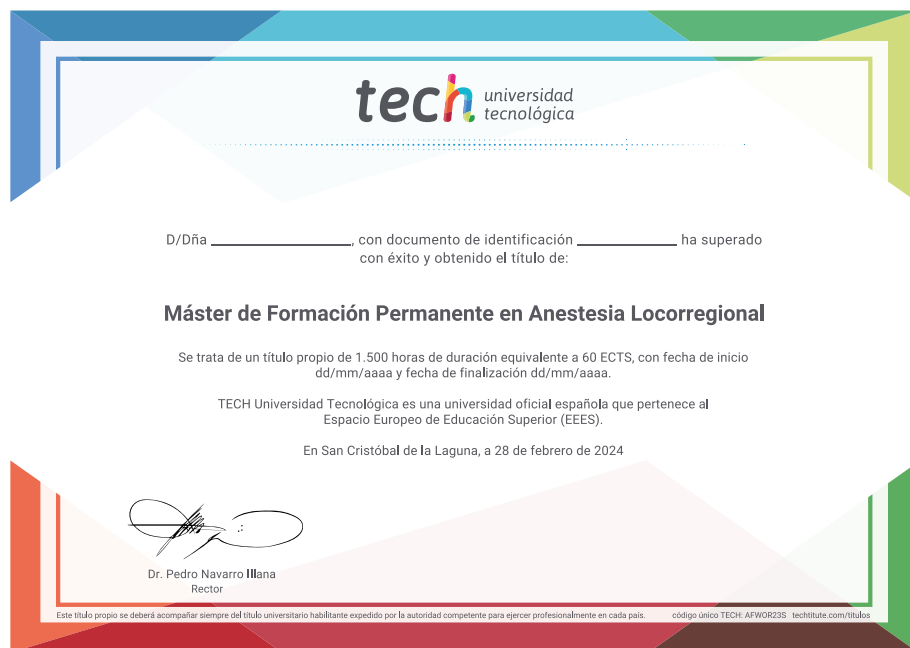 tech universidad
tecnológica
D/Dña , con documento de identificación ha superado
con éxito y obtenido el título de:
Máster de Formación Permanente en Anestesia Locorregional
Se trata de un título propio de 1.500 horas de duración equivalente a 60 ECTS, con fecha de inicio
dd/mm/aaaa y fecha de finalización dd/mm/aaaa.
TECH Universidad Tecnológica es una universidad oficial española que pertenece al
Espacio Europeo de Educación Superior (EEES).
En San Cristóbal de la Laguna, a 28 de febrero de 2024
Dr. Pedro Navarro Illana
Rector
Este título propio se deberá acompañar siempre del título universitario habilitante expedido por la autoridad competente para ejercer profesionalmente en cada país. código único TECH: AFWOR23S techtitute.com/titulos